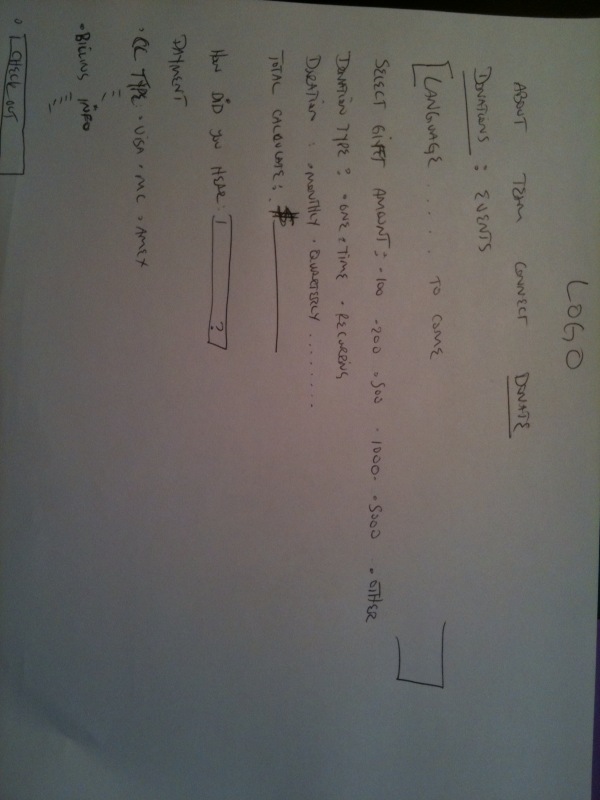 LOGO
ABOUT TEAM CONNECT DONATE
DONATIONS : EVENTS
[LANGUAGE ..... TO COME
SELECT GIFT AMOUNT : · 100 · 200 · 500 · 1000 · 5000 · OTHER
DONATION TYPE : · ONE · TIME · RECURRING
DURATION : · MONTHLY · QUARTERLY ........
TOTAL CALCULATE : $
HOW DID YOU HERE : ?
PAYMENT
· CC TYPE · VISA · MC · AMEX
· BILLING INFO
· CHECK OUT